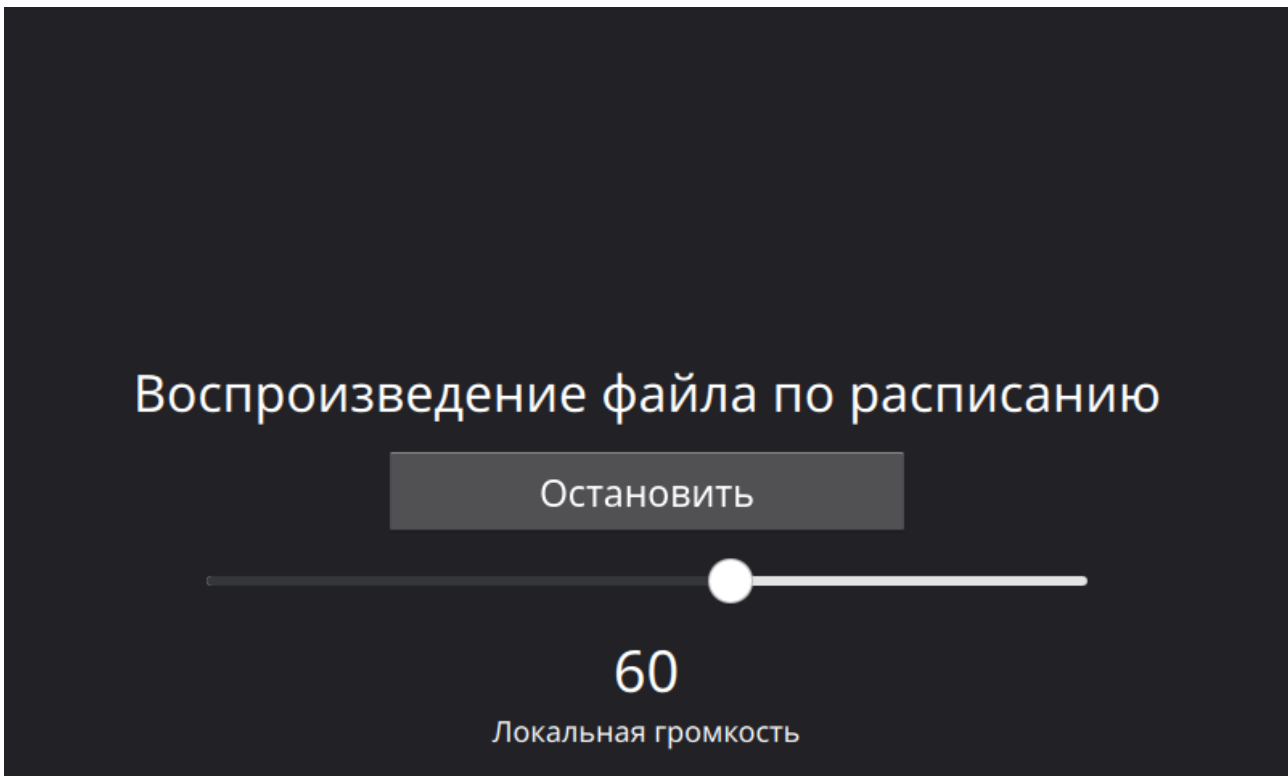 Воспроизведение файла по расписанию
Остановить
60
Локальная громкость